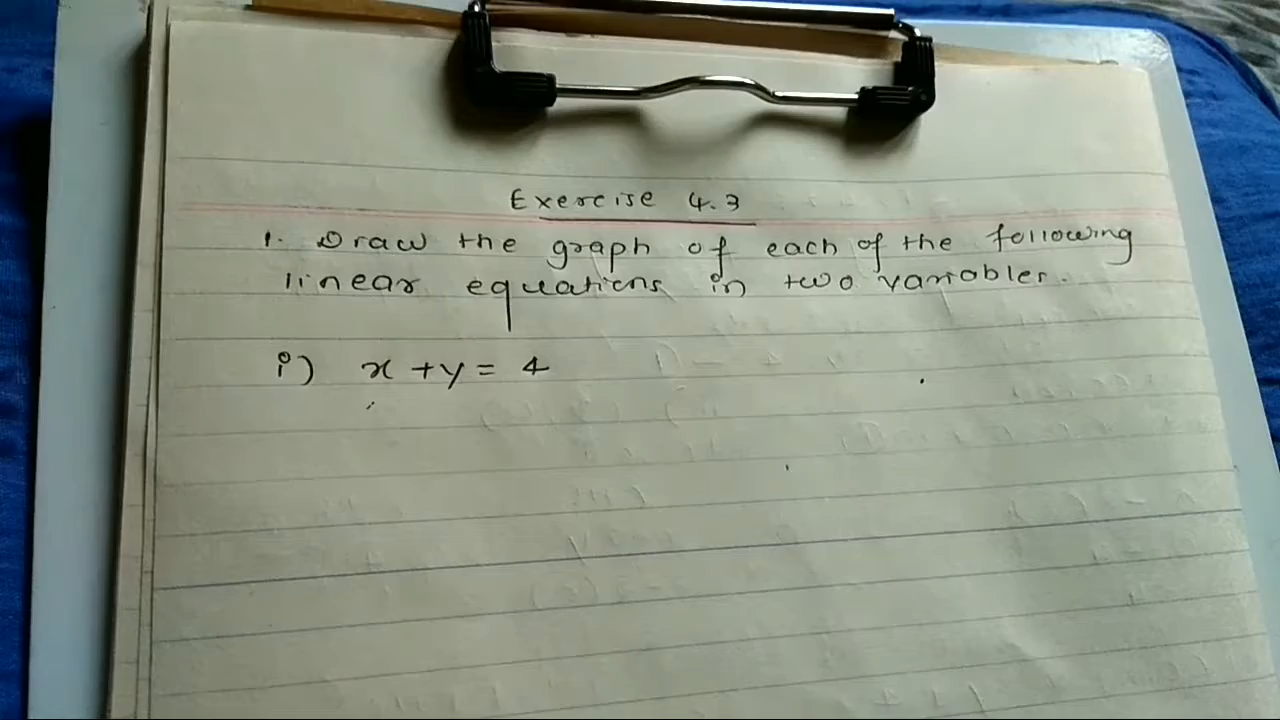 Exercise 4.3
1. Draw the graph of each of the following
linear equations in two variables.
i) x + y = 4